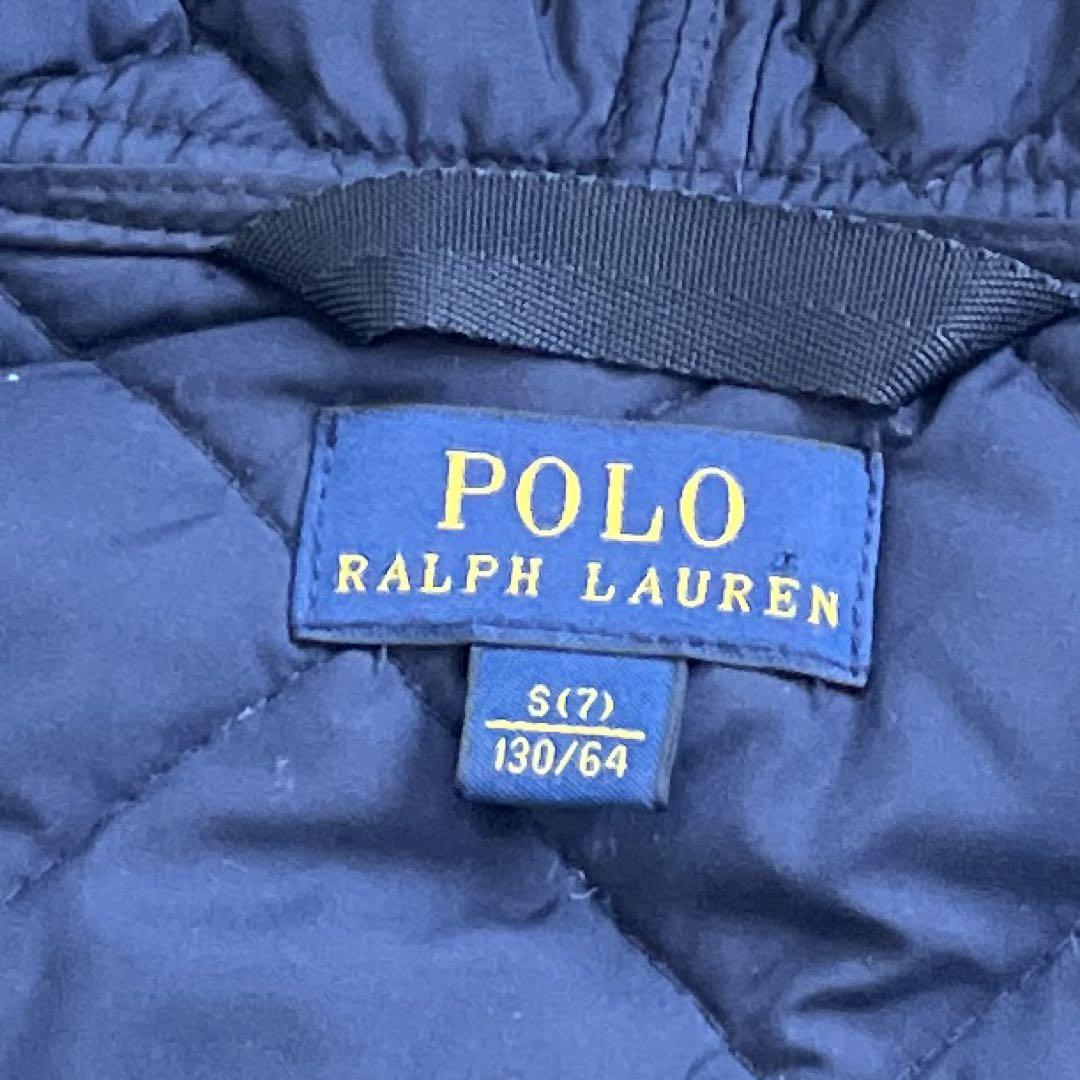 POLO
RALPH LAUREN
S(7)
130/64